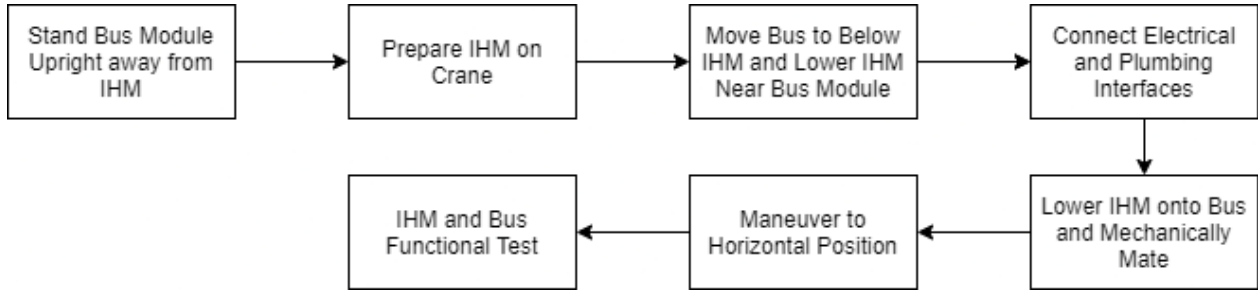 Stand Bus Module
Upright away from
IHM
Prepare IHM on
Crane
Move Bus to Below
IHM and Lower IHM
Near Bus Module
Connect Electrical
and Plumbing
Interfaces
Lower IHM onto Bus
and Mechanically
Mate
Maneuver to
Horizontal Position
IHM and Bus
Functional Test